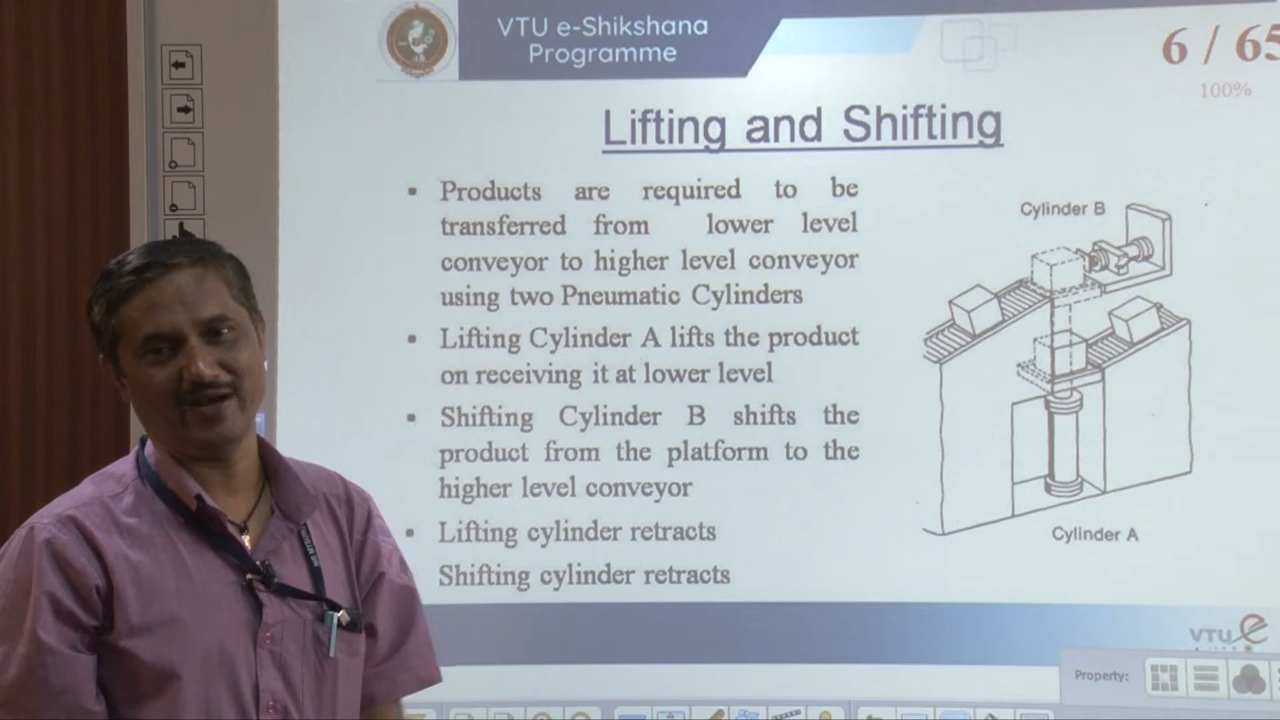 VTU e-Shikshana
Programme
6 / 65
100%
Lifting and Shifting
▪ Products are required to be
transferred from lower level
conveyor to higher level conveyor
using two Pneumatic Cylinders
▪ Lifting Cylinder A lifts the product
on receiving it at lower level
▪ Shifting Cylinder B shifts the
product from the platform to the
higher level conveyor
▪ Lifting cylinder retracts
Shifting cylinder retracts
Cylinder B
Cylinder A
VTU e
Property: